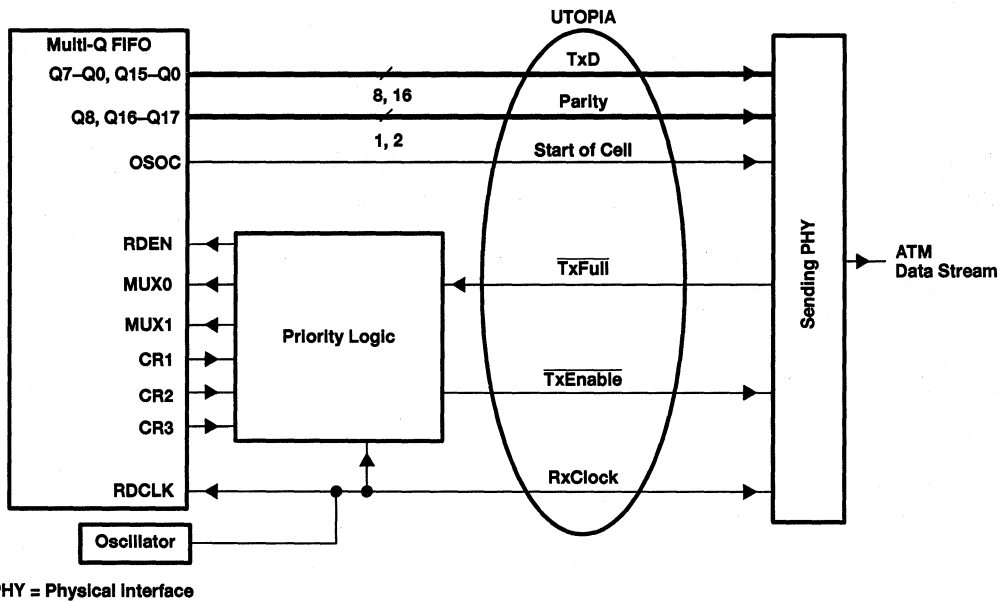 UTOPIA
Multi-Q FIFO
Q7–Q0, Q15–Q0
TxD
8, 16
Q8, Q16–Q17
Parity
1, 2
OSOC
Start of Cell
RDEN
MUX0
MUX1
CR1
CR2
CR3
RDCLK
Priority Logic
TxFull
TxEnable
RxClock
Sending PHY
ATM
Data Stream
Oscillator
PHY = Physical Interface